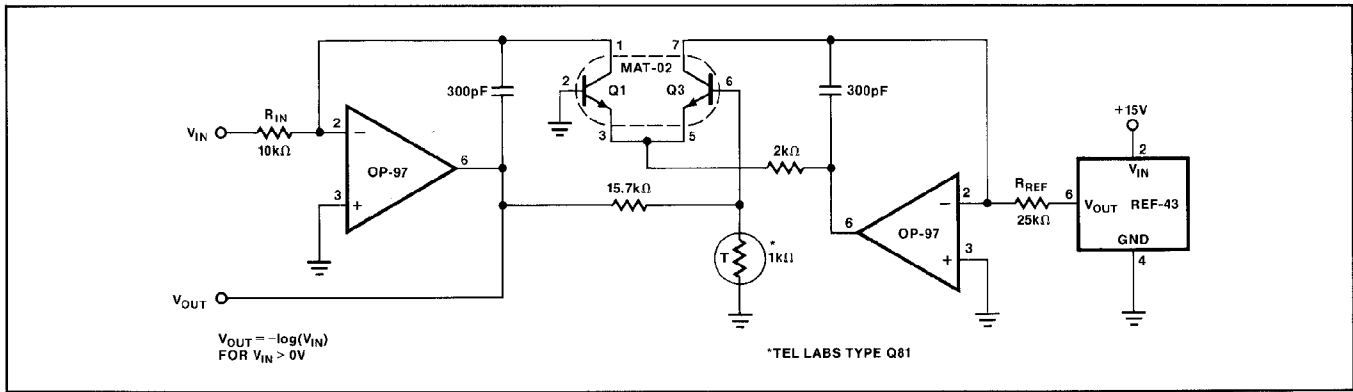 1
7
MAT-02
2
Q1
Q3
6
3
5
300pF
300pF
+15V
2
V_IN
R_IN
10kΩ
2
−
OP-97
6
3
+
V_IN
2kΩ
15.7kΩ
T
*
1kΩ
6
2
−
OP-97
3
+
R_REF
25kΩ
6
V_OUT
REF-43
GND
4
V_OUT
V_OUT = −log(V_IN)
FOR V_IN > 0V
*TEL LABS TYPE Q81